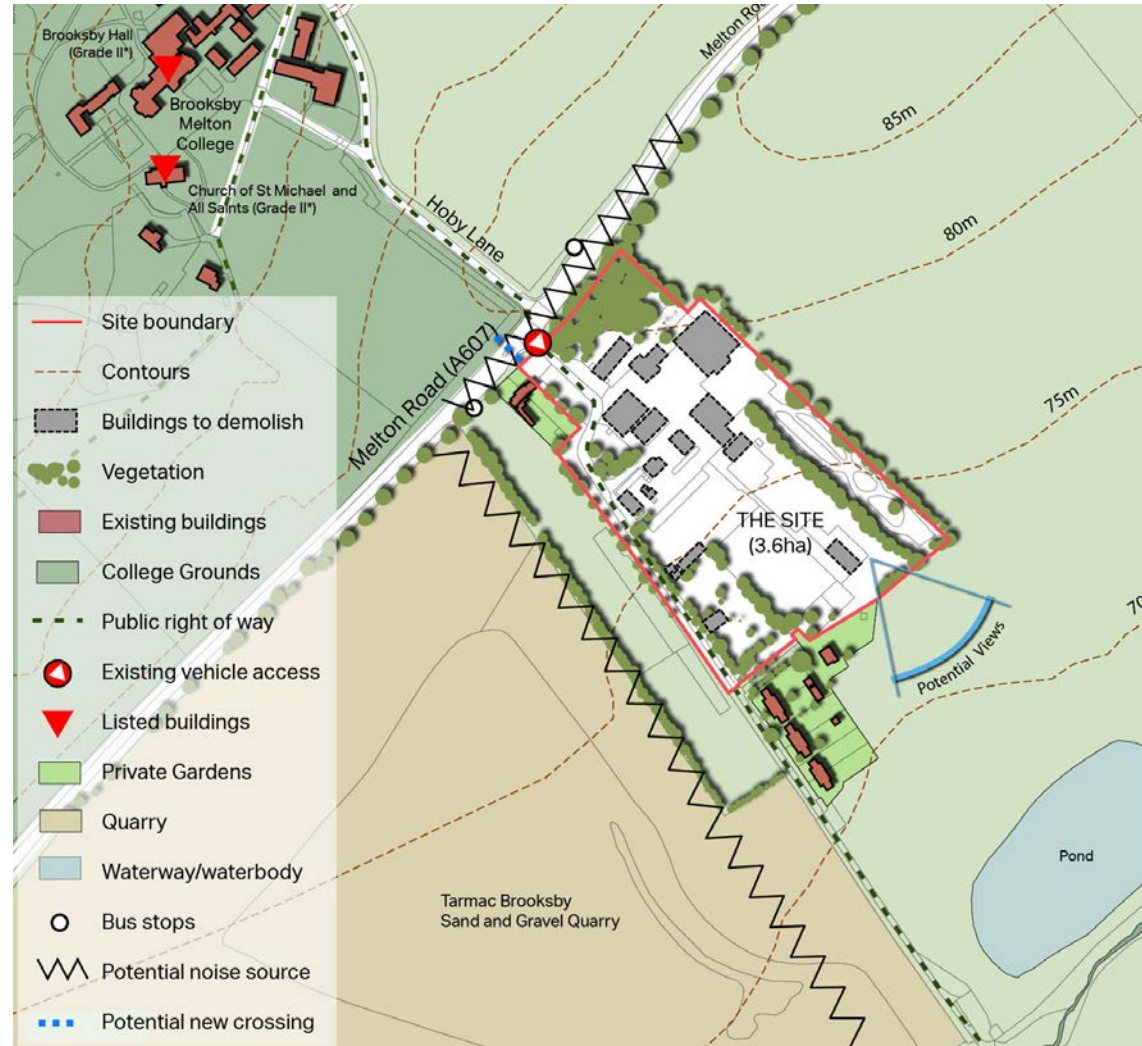 Brooksby Hall
(Grade II*)
Brooksby
Melton
College
Church of St Michael and
All Saints (Grade II*)
Hoby Lane
Melton Road (A607)
85m
80m
75m
THE SITE
(3.6ha)
Potential Views
Pond
Tarmac Brooksby
Sand and Gravel Quarry
Site boundary
Contours
Buildings to demolish
Vegetation
Existing buildings
College Grounds
Public right of way
Existing vehicle access
Listed buildings
Private Gardens
Quarry
Waterway/waterbody
Bus stops
Potential noise source
Potential new crossing